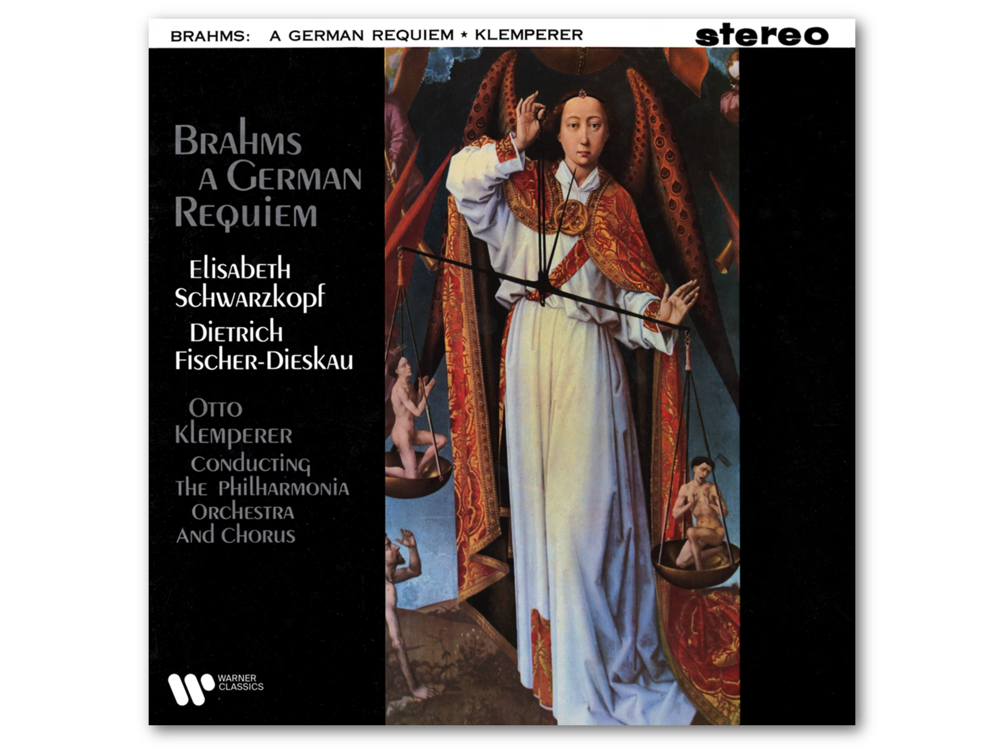 BRAHMS: A GERMAN REQUIEM ★ KLEMPERER
stereo
BRAHMS
A GERMAN
REQUIEM
ELISABETH
SCHWARZKOPF
DIETRICH
FISCHER-DIESKAU
OTTO
KLEMPERER
CONDUCTING
THE PHILHARMONIA
ORCHESTRA
AND CHORUS
WARNER
CLASSICS